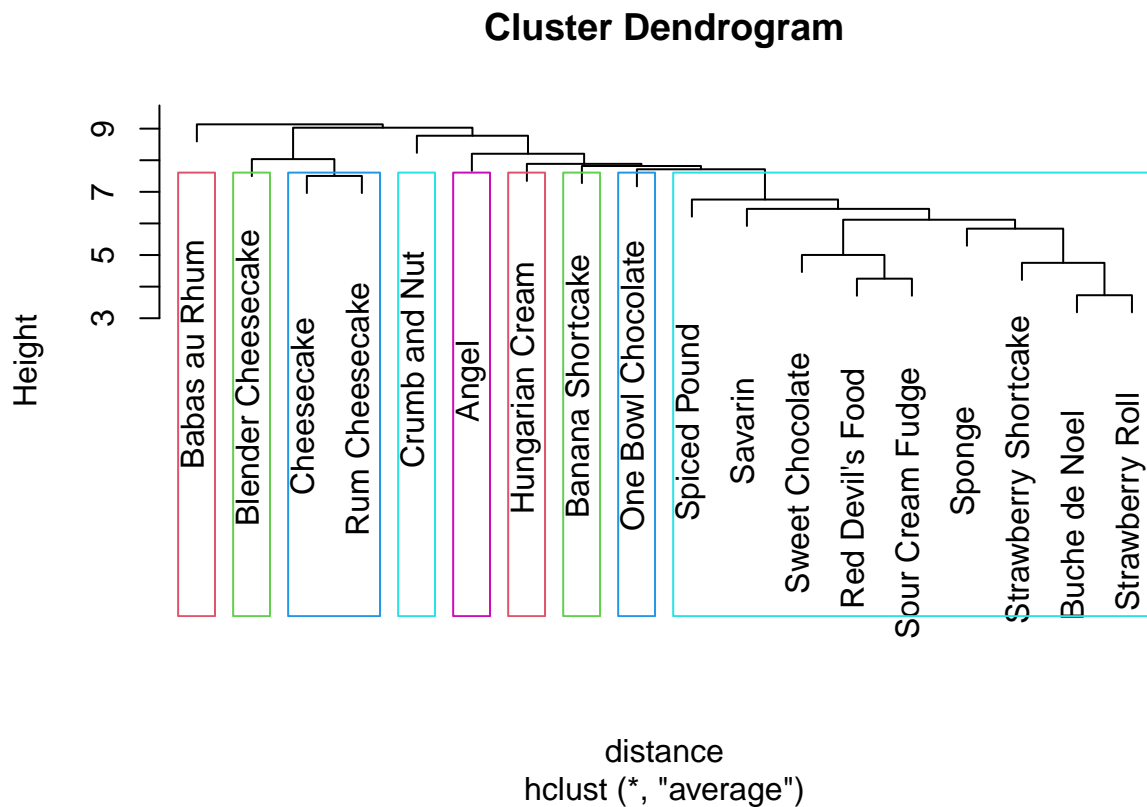 Cluster Dendrogram
Height
9
7
5
3
Babas au Rhum
Blender Cheesecake
Cheesecake
Rum Cheesecake
Crumb and Nut
Angel
Hungarian Cream
Banana Shortcake
One Bowl Chocolate
Spiced Pound
Savarin
Sweet Chocolate
Red Devil's Food
Sour Cream Fudge
Sponge
Strawberry Shortcake
Buche de Noel
Strawberry Roll
distance
hclust (*, "average")